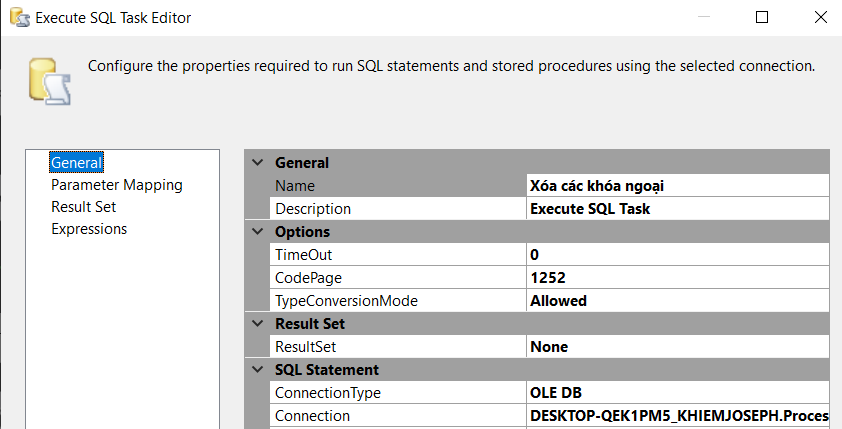 Execute SQL Task Editor
Configure the properties required to run SQL statements and stored procedures using the selected connection.
General
Parameter Mapping
Result Set
Expressions
General
Name Xóa các khóa ngoại
Description Execute SQL Task
Options
TimeOut 0
CodePage 1252
TypeConversionMode Allowed
Result Set
ResultSet None
SQL Statement
ConnectionType OLE DB
Connection DESKTOP-QEK1PM5_KHIEMJOSEPH.Proces